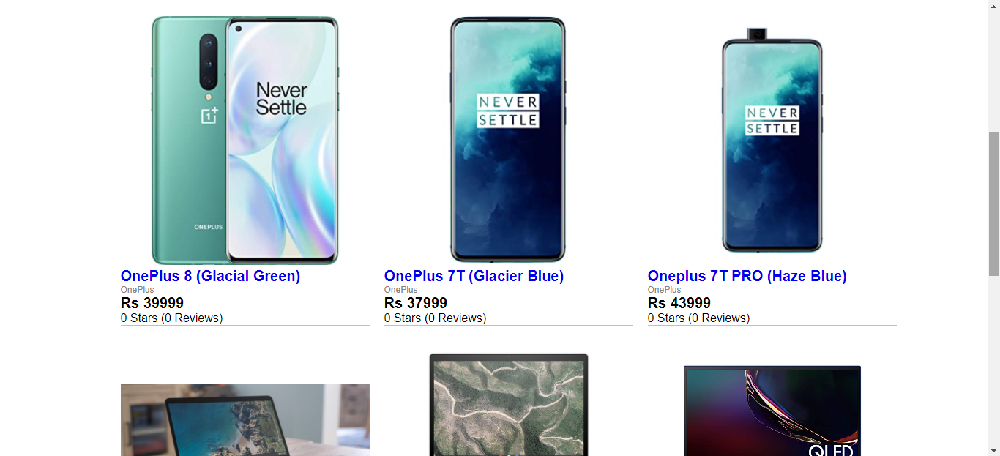 Never
Settle
1+
ONEPLUS
NEVER
SETTLE
NEVER
SETTLE
OnePlus 8 (Glacial Green)
OnePlus
Rs 39999
0 Stars (0 Reviews)
OnePlus 7T (Glacier Blue)
OnePlus
Rs 37999
0 Stars (0 Reviews)
Oneplus 7T PRO (Haze Blue)
OnePlus
Rs 43999
0 Stars (0 Reviews)
QLED